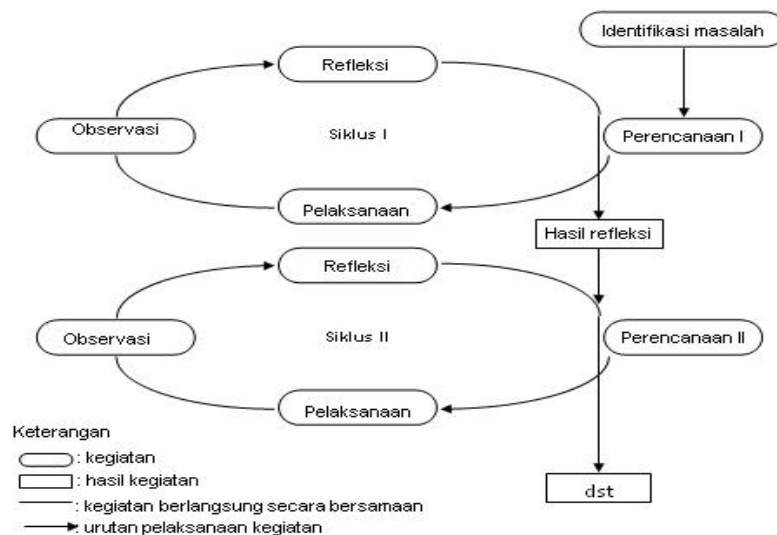 Identifikasi masalah
Refleksi
Observasi
Siklus I
Perencanaan I
Pelaksanaan
Hasil refleksi
Refleksi
Observasi
Siklus II
Perencanaan II
Pelaksanaan
Keterangan
: kegiatan
: hasil kegiatan
dst
: kegiatan berlangsung secara bersamaan
: urutan pelaksanaan kegiatan